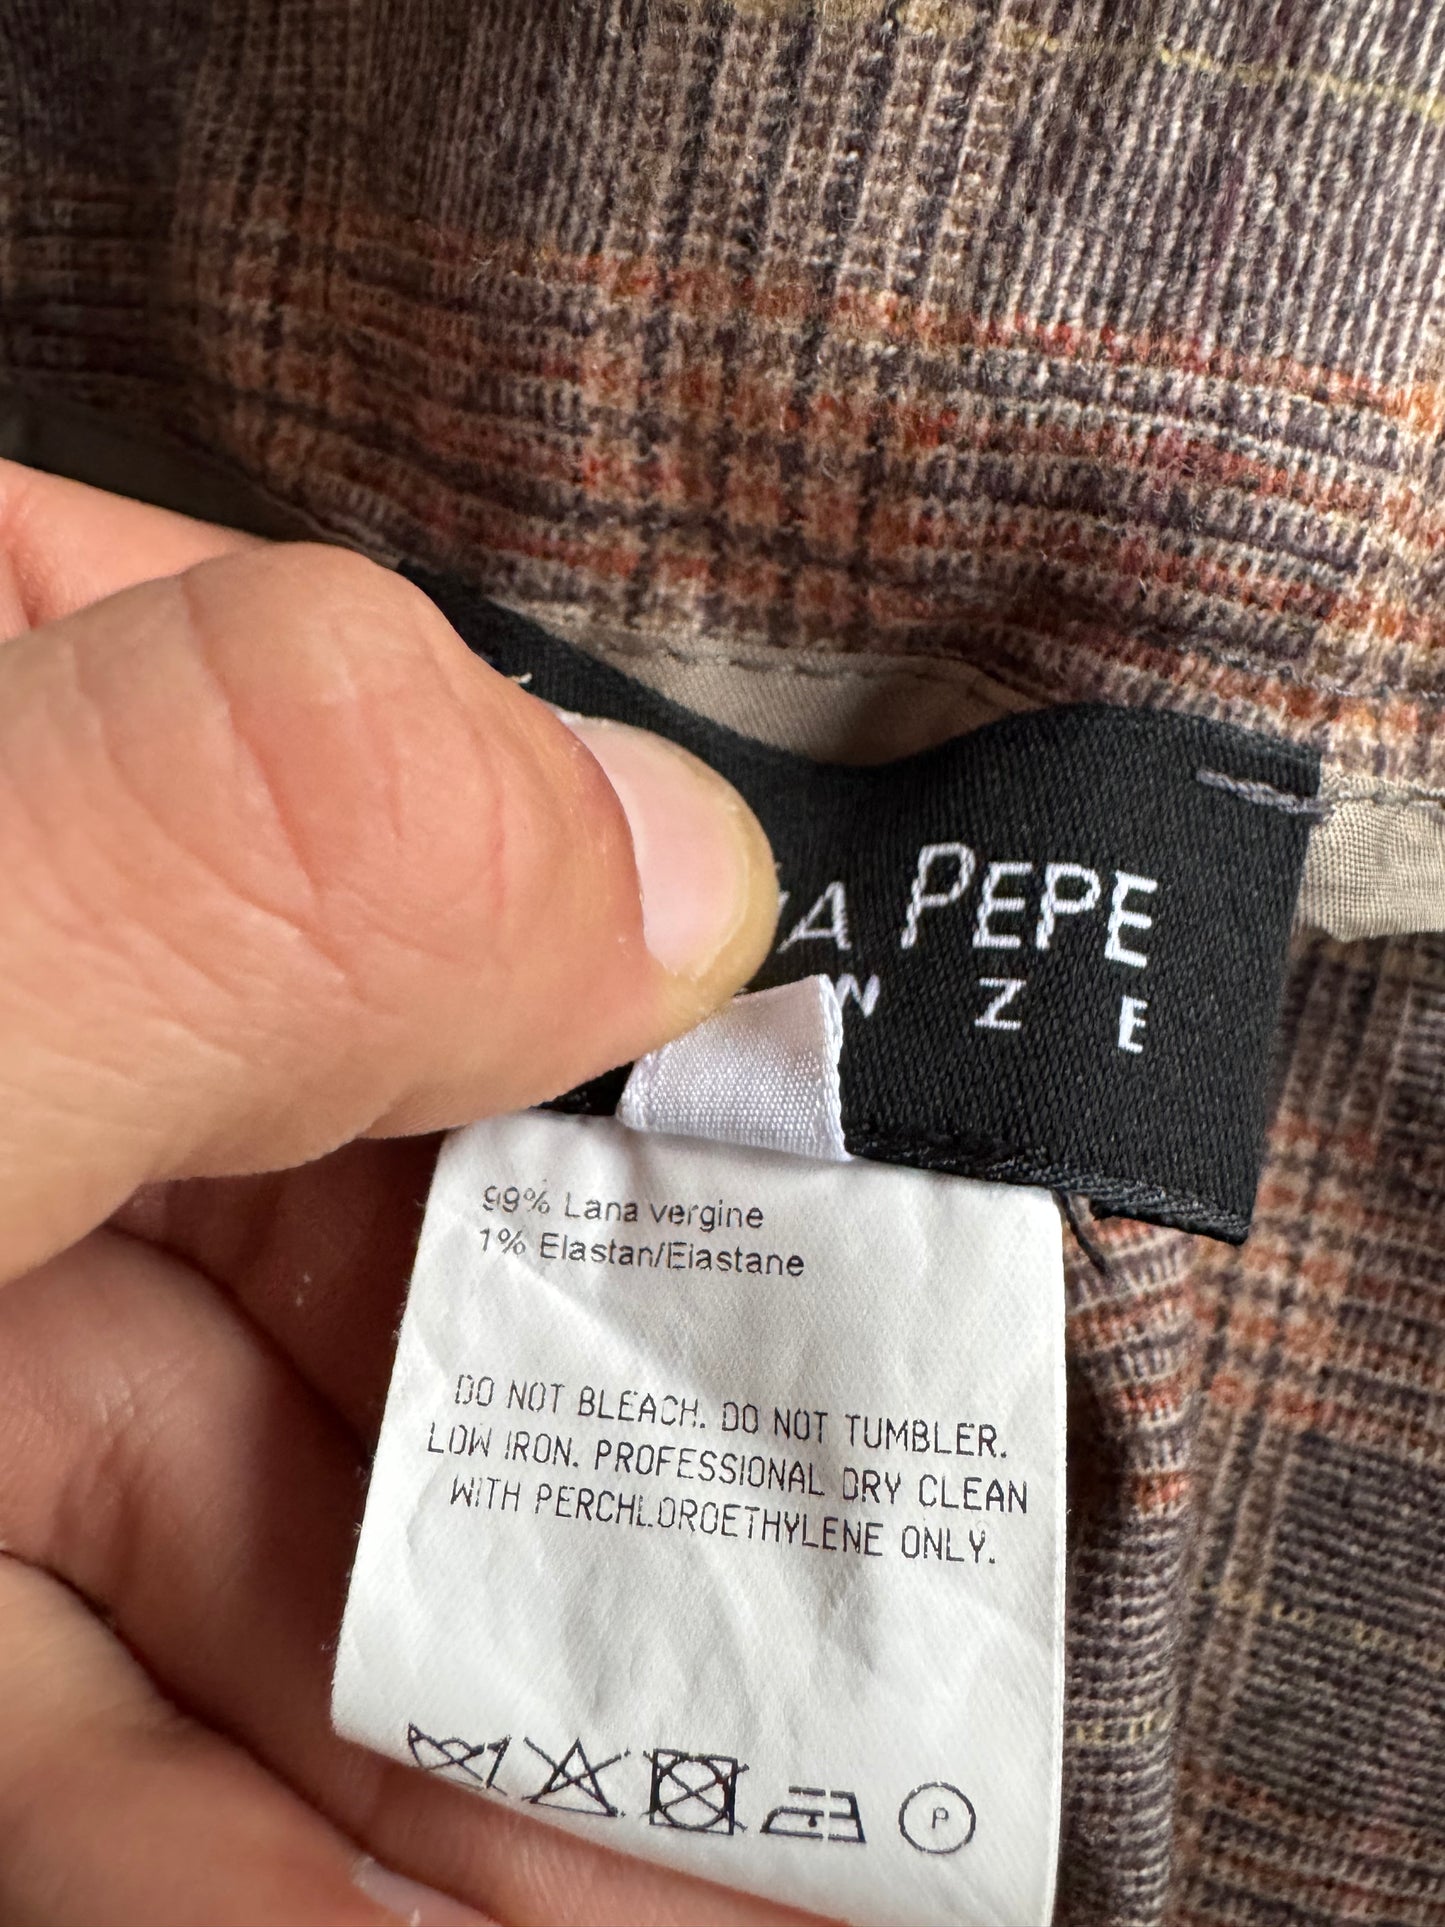 PEPE
N Z E
99% Lana vergine
1% Elastan/Elastane
DO NOT BLEACH. DO NOT TUMBLER.
LOW IRON. PROFESSIONAL DRY CLEAN
WITH PERCHLOROETHYLENE ONLY.
P